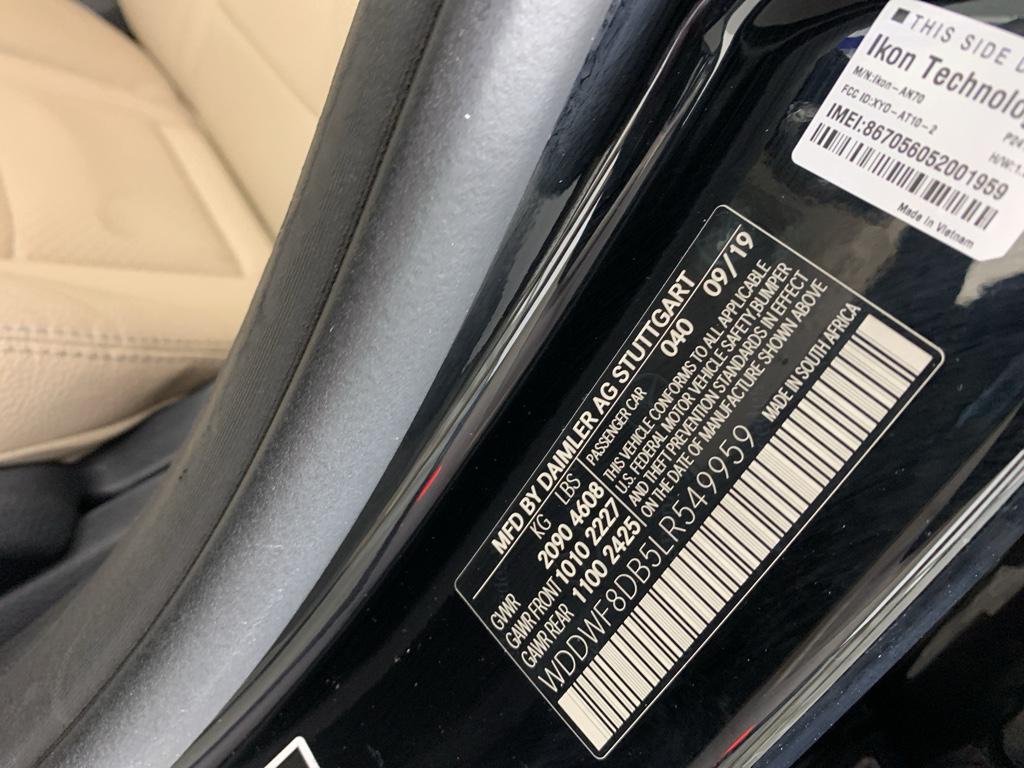 THIS SIDE
Ikon Technolo
M/N:Ikon-AN70
FCC ID:XYO-AT10-2
IMEI:867056052001959
H/W:1.
Made in Vietnam
MFD BY DAIMLER AG STUTTGART 09/19
KG LBS
PASSENGER CAR 040
GVWR 2090 4608
GAWR FRONT 1010 2227
GAWR REAR 1100 2425
THIS VEHICLE CONFORMS TO ALL APPLICABLE
U.S. FEDERAL MOTOR VEHICLE SAFETY,BUMPER
AND THEFT PREVENTION STANDARDS IN EFFECT
ON THE DATE OF MANUFACTURE SHOWN ABOVE
WDDWF8DB5LR549959 MADE IN SOUTH AFRICA